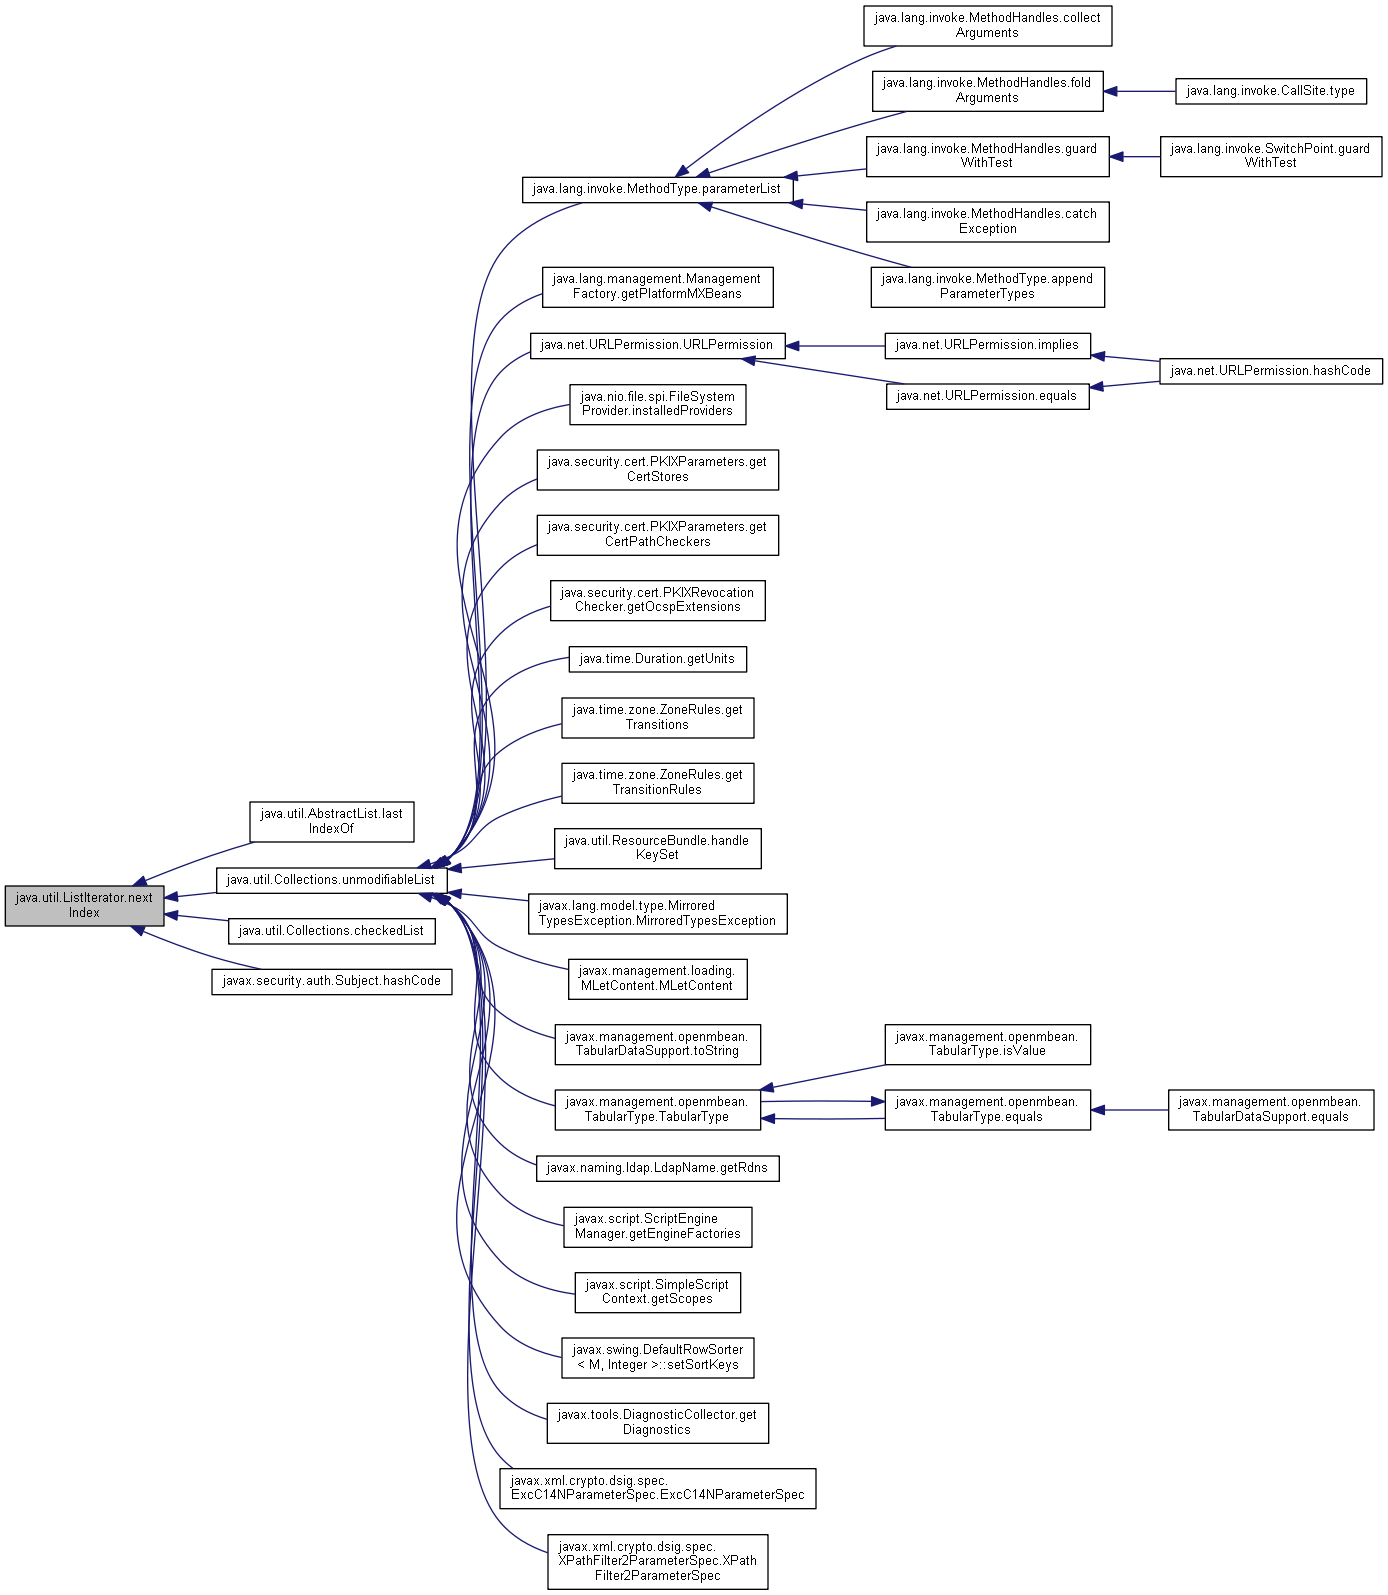 java.lang.invoke.MethodHandles.collect
Arguments
java.lang.invoke.MethodHandles.fold
Arguments
java.lang.invoke.CallSite.type
java.lang.invoke.MethodHandles.guard
WithTest
java.lang.invoke.SwitchPoint.guard
WithTest
java.lang.invoke.MethodType.parameterList
java.lang.invoke.MethodHandles.catch
Exception
java.lang.invoke.MethodType.append
ParameterTypes
java.lang.management.Management
Factory.getPlatformMXBeans
java.net.URLPermission.URLPermission
java.net.URLPermission.implies
java.net.URLPermission.hashCode
java.net.URLPermission.equals
java.nio.file.spi.FileSystem
Provider.installedProviders
java.security.cert.PKIXParameters.get
CertStores
java.security.cert.PKIXParameters.get
CertPathCheckers
java.security.cert.PKIXRevocation
Checker.getOcspExtensions
java.time.Duration.getUnits
java.time.zone.ZoneRules.get
Transitions
java.time.zone.ZoneRules.get
TransitionRules
java.util.AbstractList.last
IndexOf
java.util.ResourceBundle.handle
KeySet
java.util.Collections.unmodifiableList
java.util.ListIterator.next
Index
javax.lang.model.type.Mirrored
TypesException.MirroredTypesException
java.util.Collections.checkedList
javax.security.auth.Subject.hashCode
javax.management.loading.
MLetContent.MLetContent
javax.management.openmbean.
TabularDataSupport.toString
javax.management.openmbean.
TabularType.isValue
javax.management.openmbean.
TabularType.TabularType
javax.management.openmbean.
TabularType.equals
javax.management.openmbean.
TabularDataSupport.equals
javax.naming.ldap.LdapName.getRdns
javax.script.ScriptEngine
Manager.getEngineFactories
javax.script.SimpleScript
Context.getScopes
javax.swing.DefaultRowSorter
< M, Integer >::setSortKeys
javax.tools.DiagnosticCollector.get
Diagnostics
javax.xml.crypto.dsig.spec.
ExcC14NParameterSpec.ExcC14NParameterSpec
javax.xml.crypto.dsig.spec.
XPathFilter2ParameterSpec.XPath
Filter2ParameterSpec